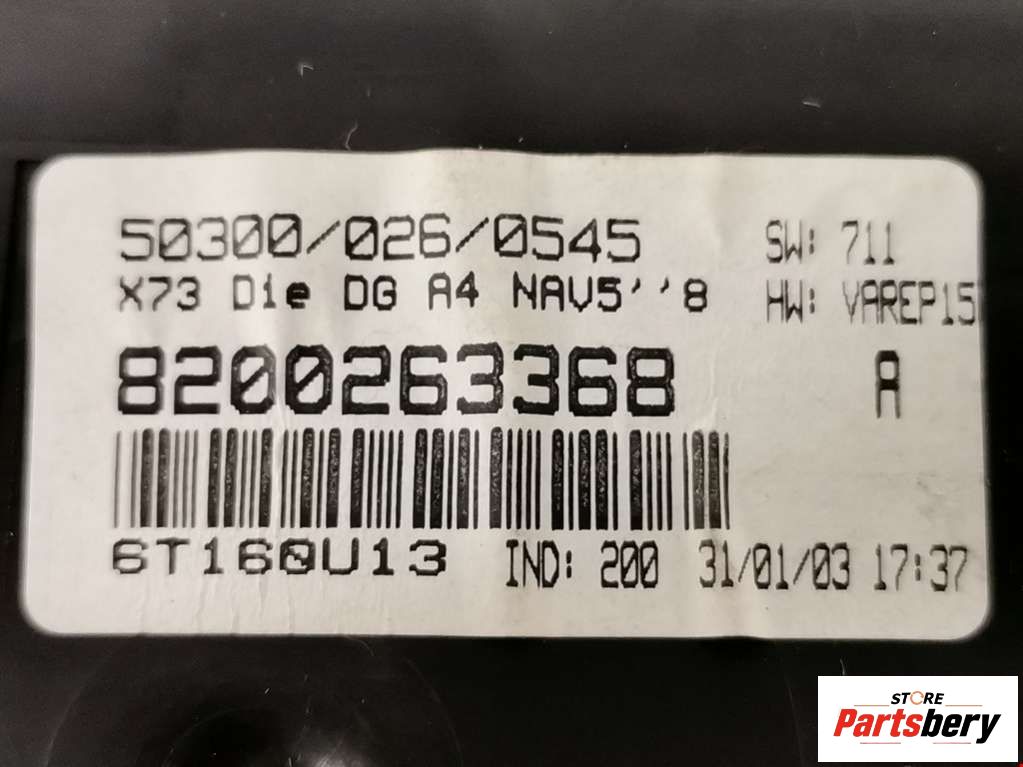 50300/026/0545 SW: 711
X73 Die DG A4 NAV5''8 HW: VAREP15
8200263368 A
6T160U13 IND: 200 31/01/03 17:37
STORE
Partsbery